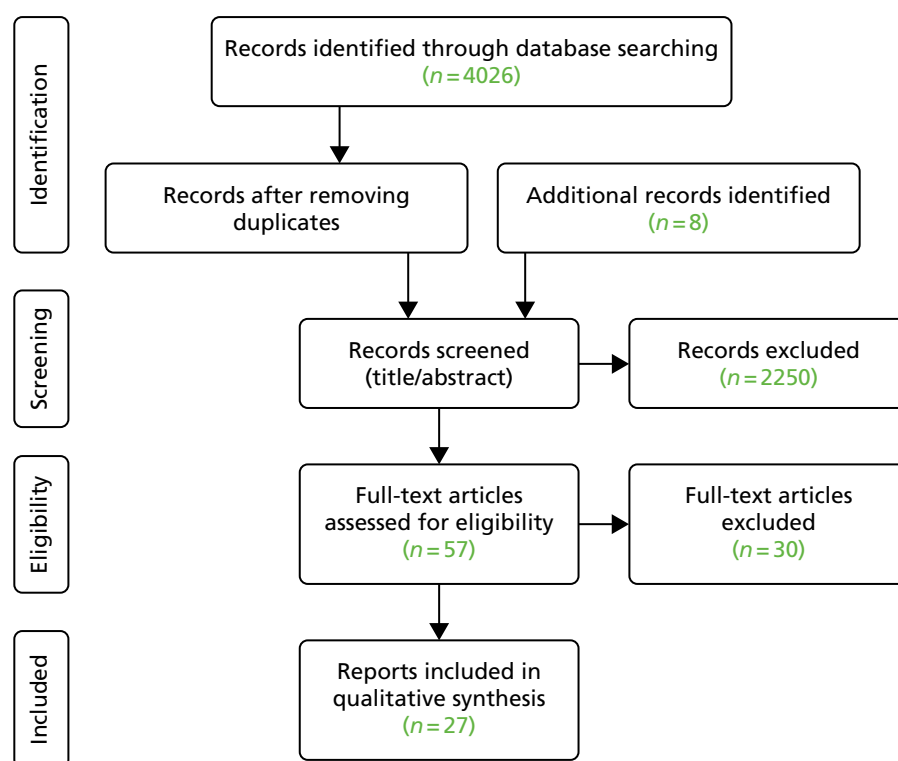 Identification
Records identified through database searching
(n=4026)
Records after removing
duplicates
Additional records identified
(n=8)
Screening
Records screened
(title/abstract)
Records excluded
(n=2250)
Eligibility
Full-text articles
assessed for eligibility
(n=57)
Full-text articles
excluded
(n=30)
Included
Reports included in
qualitative synthesis
(n=27)